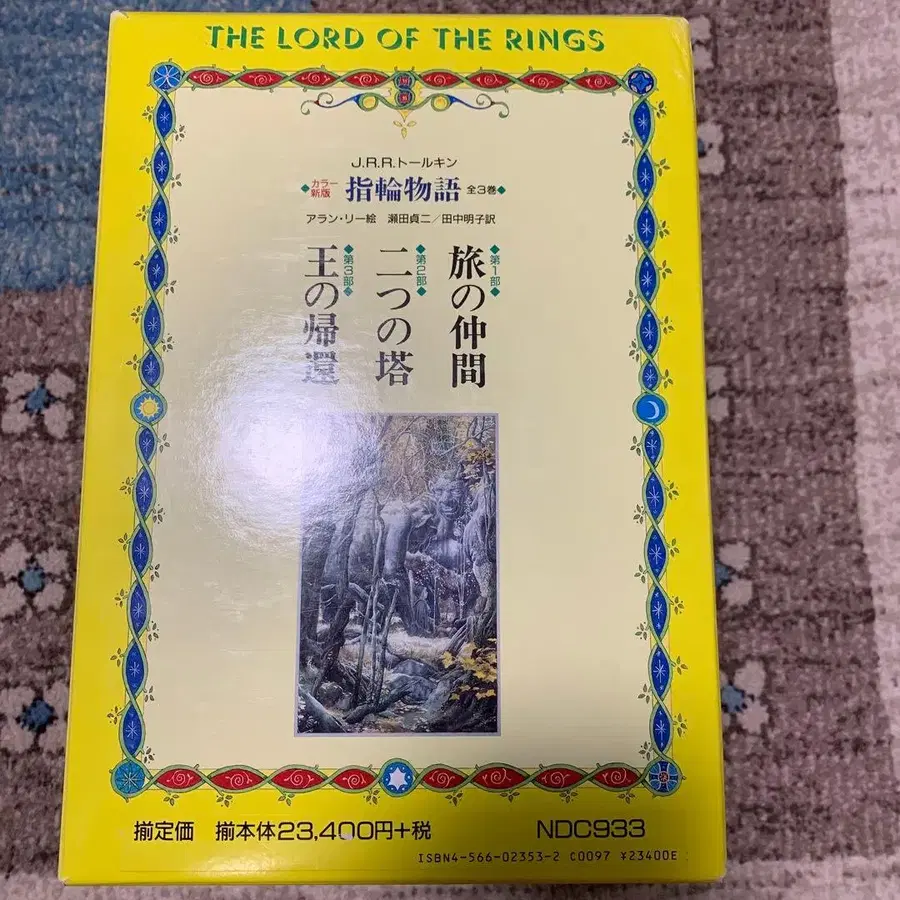 THE LORD OF THE RINGS
J.R.R.トールキン
◆カラー新版 指輪物語 全3巻◆
アラン・リー絵 瀬田貞二/田中明子訳
◆第1部◆
旅の仲間
◆第2部◆
二つの塔
◆第3部◆
王の帰還
揃定価 揃本体23,400円+税
NDC933
ISBN4-566-02353-2 C0097 ¥23400E